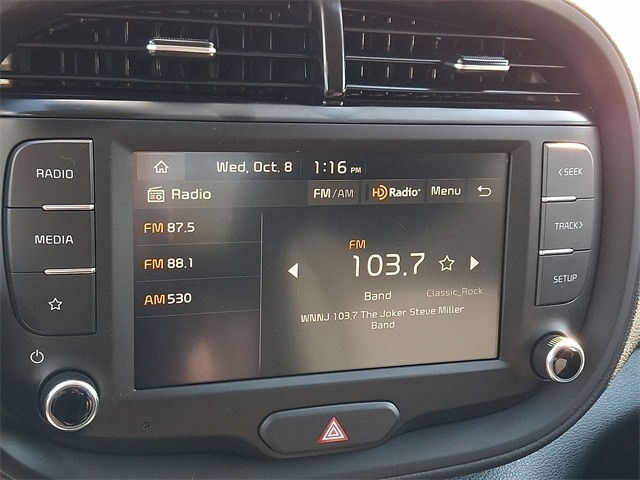 Wed, Oct. 8 1:16 PM
RADIO
MEDIA
Radio FM/AM HD Radio Menu
FM 87.5
FM 88.1
AM 530
FM
103.7
Band Classic_Rock
WNNJ 103.7 The Joker Steve Miller
Band
< SEEK
TRACK >
SETUP